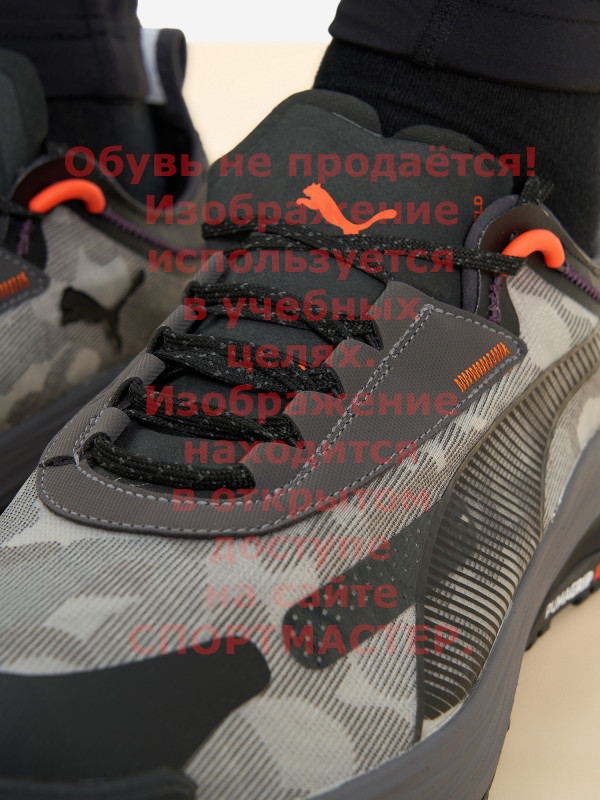 Обувь не продаётся!
Изображение
используется
в учебных
целях.
Изображение
находится
в открытом
доступе
на сайте
СПОРТМАСТЕР.